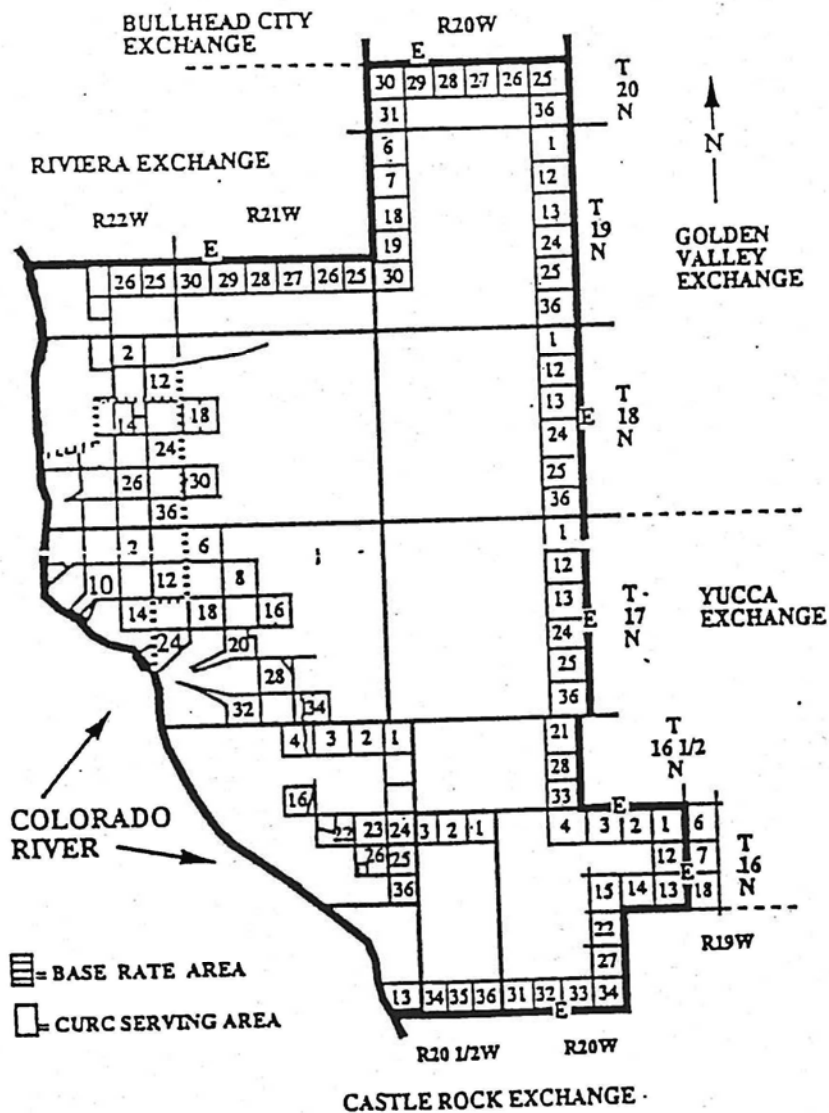 BULLHEAD CITY
EXCHANGE
R20W
E
30 29 28 27 26 25
T
20
N
31 36
N
RIVIERA EXCHANGE
6 1
7 12
R22W R21W
18 13
T
19
N
19 24
GOLDEN
VALLEY
EXCHANGE
E
26 25 30 29 28 27 26 25 30 25
36
2 1
12 12
18 13
14
E
T
18
N
24 24
26 30 25
36 36
2 6 1
10 12 8 12
14 18 16 13
E
T
17
N
YUCCA
EXCHANGE
24 20 24
28 25
32 34 36
4 3 2 1 21
T
16 1/2
N
28
16 33
E
COLORADO
RIVER
22 23 24 3 2 1 4 3 2 1 6
26 25 12 7
E
T
16
N
36 15 14 13 18
22
R19W
27
= BASE RATE AREA
13 34 35 36 31 32 33 34
E
= CURC SERVING AREA
R20 1/2W R20W
CASTLE ROCK EXCHANGE